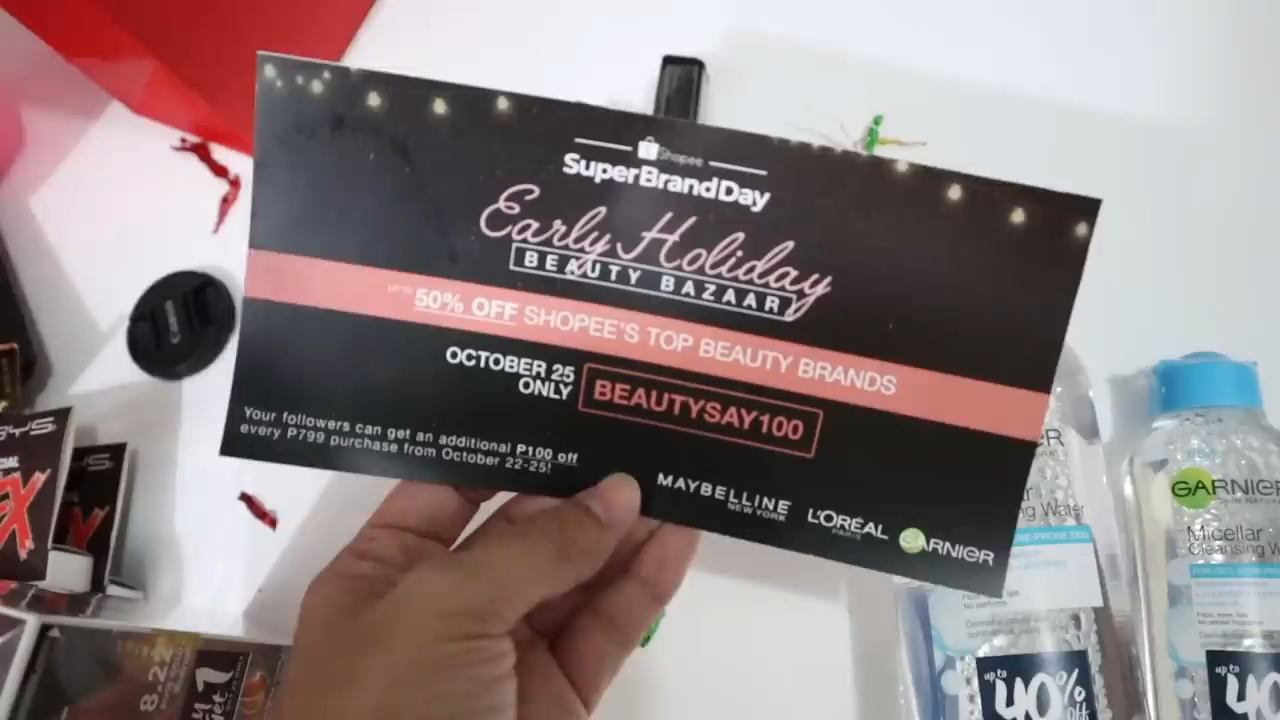 Shopee
SuperBrandDay
Early Holiday
BEAUTY BAZAAR
UP TO 50% OFF SHOPEE'S TOP BEAUTY BRANDS
OCTOBER 25
ONLY
BEAUTYSAY100
Your followers can get an additional P100 off
every P799 purchase from October 22-25!
MAYBELLINE
NEW YORK
L'ORÉAL
PARIS
GARNIER
GARNIER
Micellar
Cleansing W
up to
40%
off
up to
40
8.22